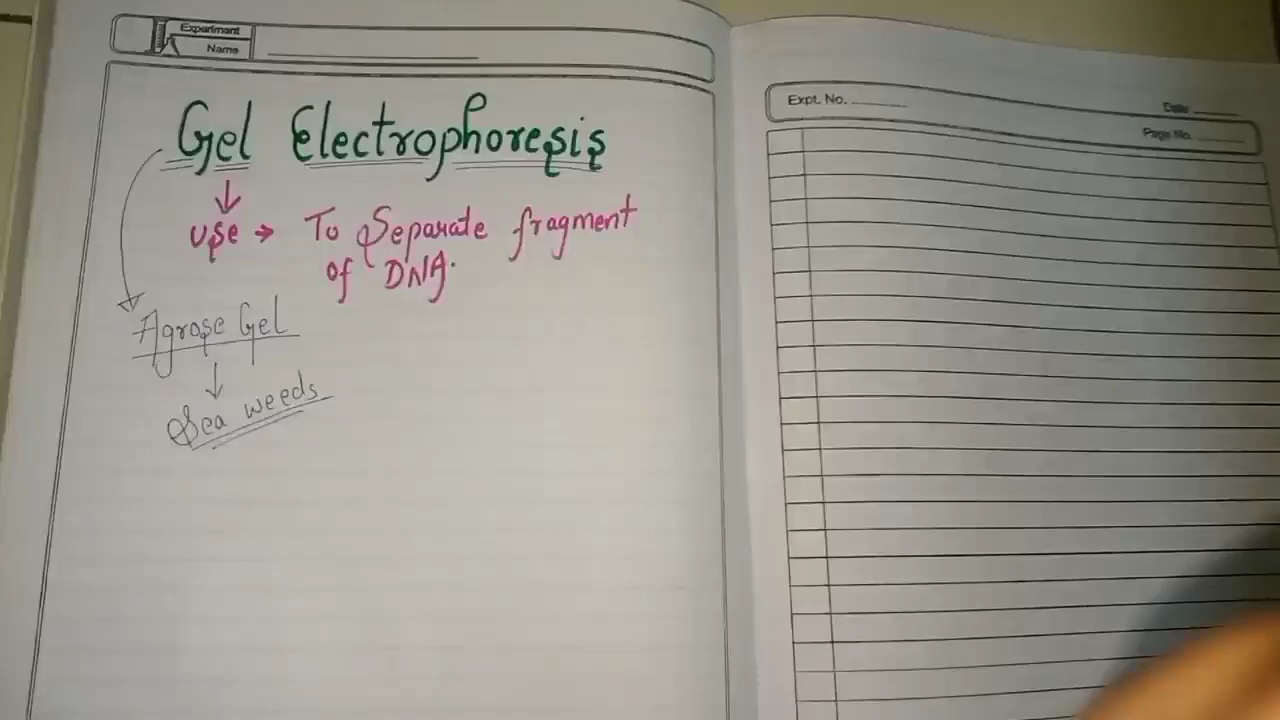 Experiment
Name
Gel Electrophoresis
Use → To Separate fragment
of DNA.
Agrose Gel
Sea weeds
Expt. No.
Date
Page No.